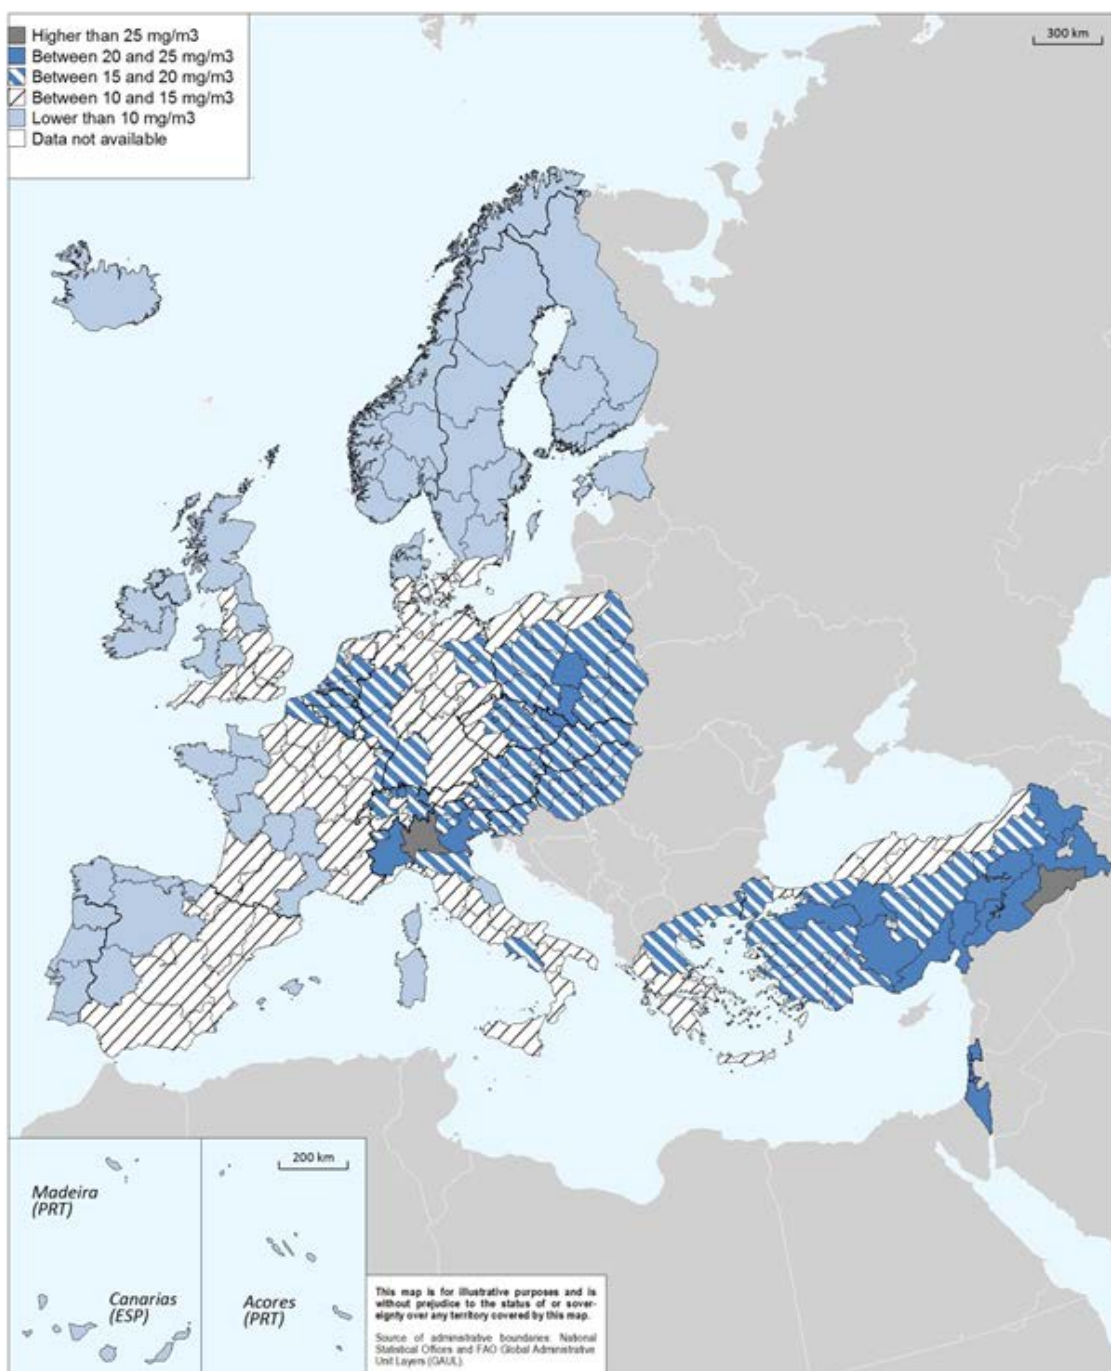 Higher than 25 mg/m3
Between 20 and 25 mg/m3
Between 15 and 20 mg/m3
Between 10 and 15 mg/m3
Lower than 10 mg/m3
Data not available
300 km
200 km
Madeira
(PRT)
Canarias
(ESP)
Acores
(PRT)
This map is for illustrative purposes and is
without prejudice to the status of or sover-
eignty over any territory covered by this map.
Source of administrative boundaries: National
Statistical Offices and FAO Global Administrative
Unit Layers (GAUL).